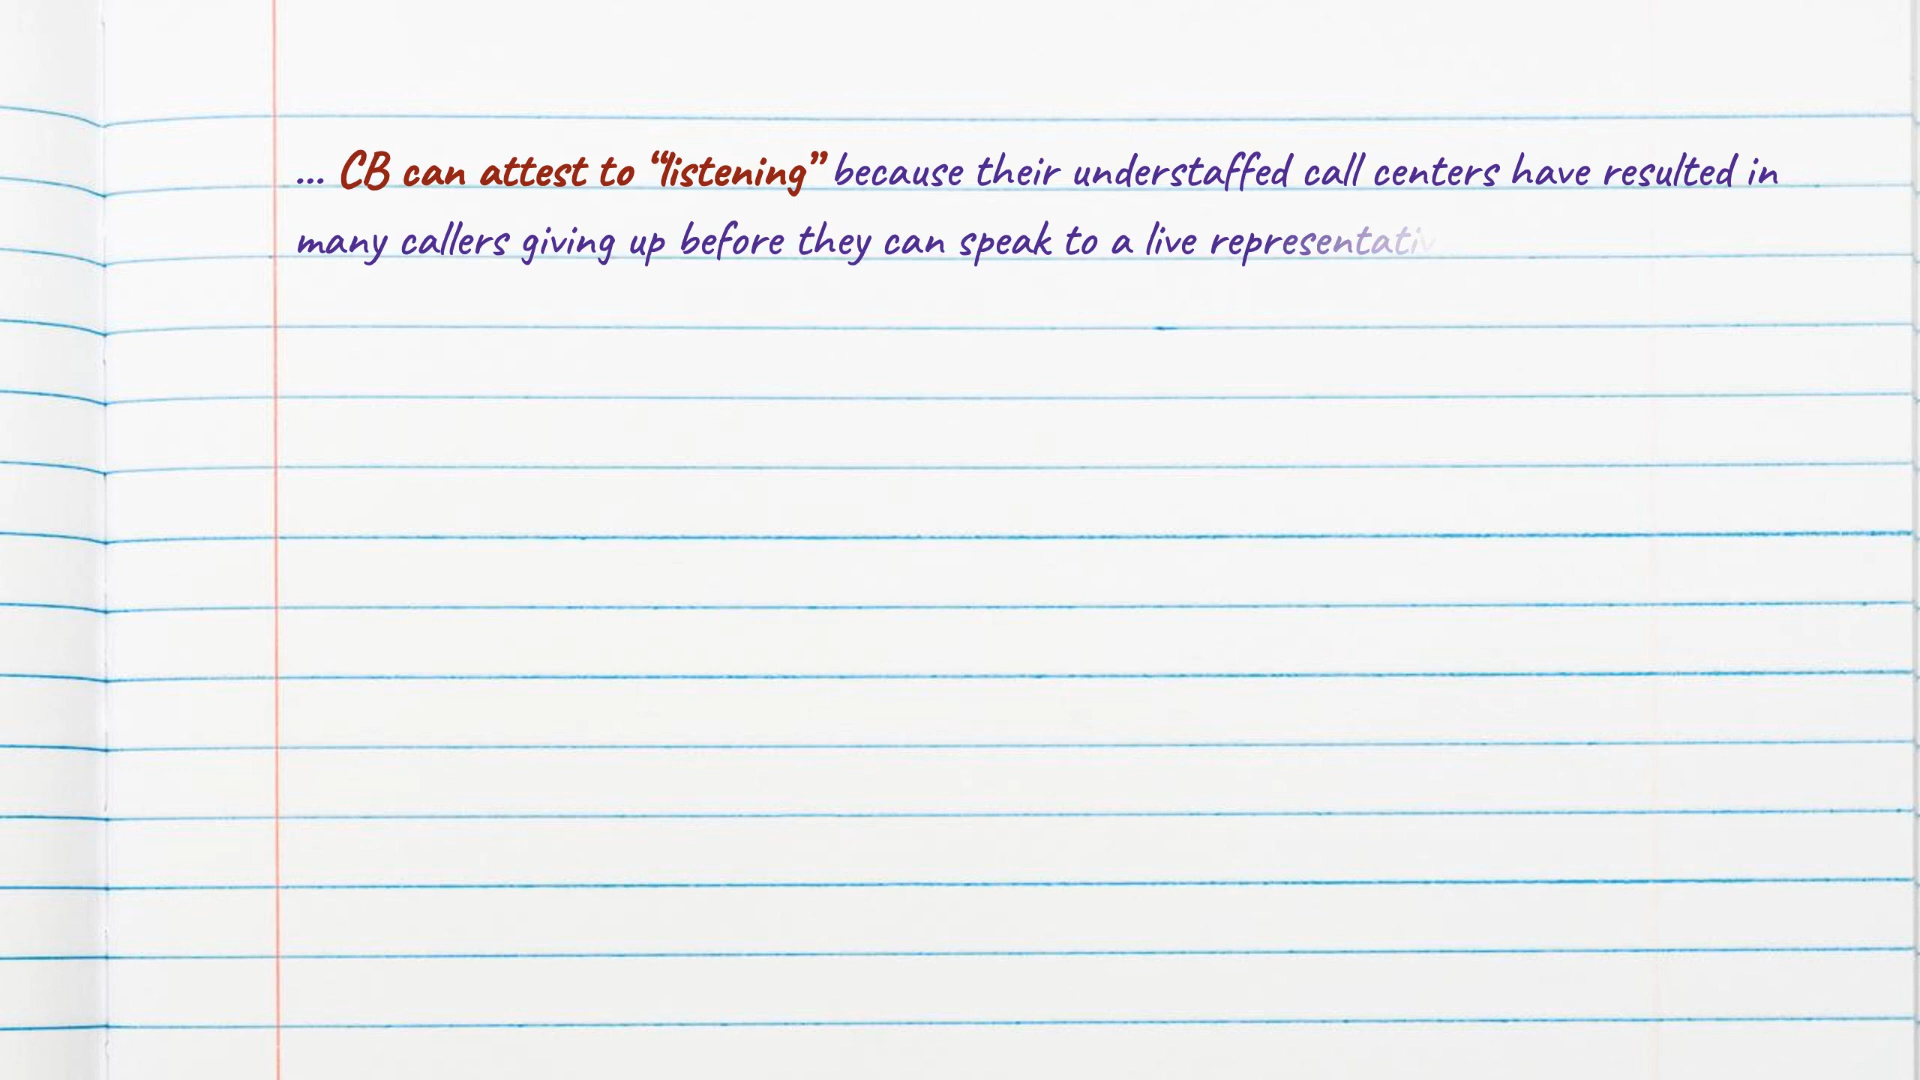 ... CB can attest to “listening” because their understaffed call centers have resulted in
many callers giving up before they can speak to a live